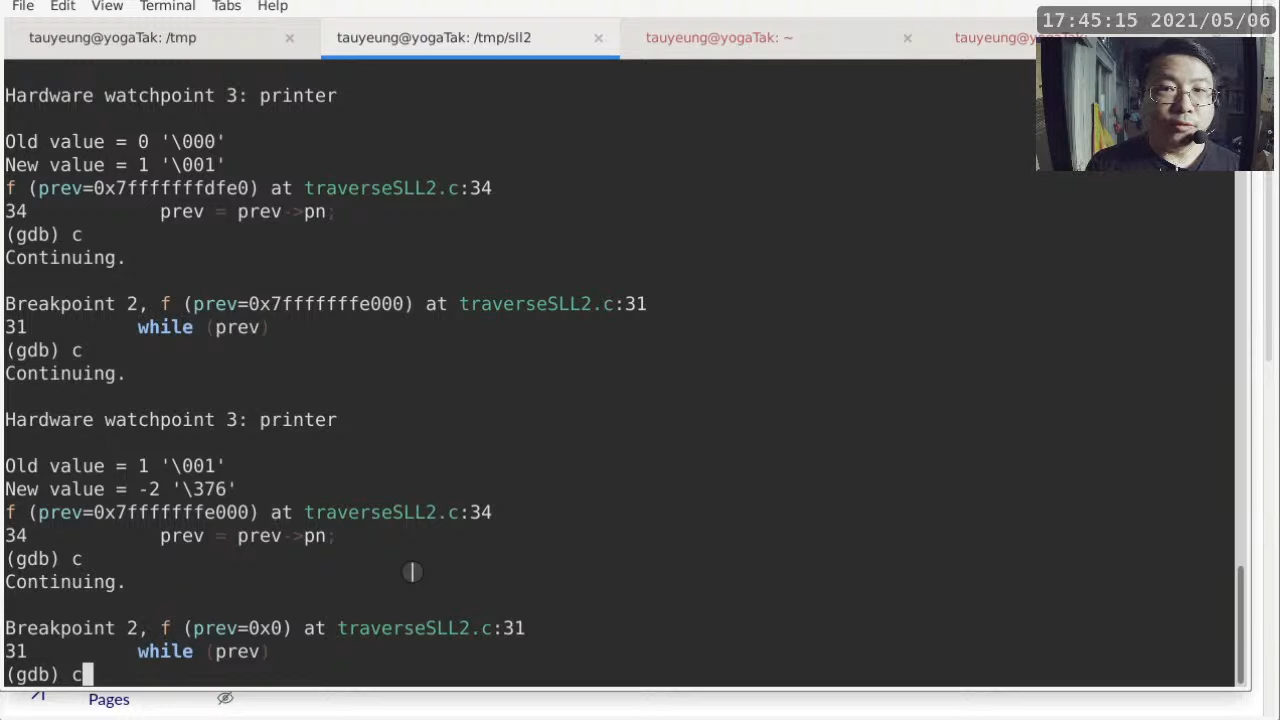 File Edit View Terminal Tabs Help
17:45:15 2021/05/06
tauyeung@yogaTak: /tmp × tauyeung@yogaTak: /tmp/sll2 × tauyeung@yogaTak: ~ ×
Hardware watchpoint 3: printer
Old value = 0 '\000'
New value = 1 '\001'
f (prev=0x7fffffffdfe0) at traverseSLL2.c:34
34 prev = prev->pn;
(gdb) c
Continuing.
Breakpoint 2, f (prev=0x7fffffffe000) at traverseSLL2.c:31
31 while (prev)
(gdb) c
Continuing.
Hardware watchpoint 3: printer
Old value = 1 '\001'
New value = -2 '\376'
f (prev=0x7fffffffe000) at traverseSLL2.c:34
34 prev = prev->pn;
(gdb) c
Continuing.
Breakpoint 2, f (prev=0x0) at traverseSLL2.c:31
31 while (prev)
(gdb) c
Pages